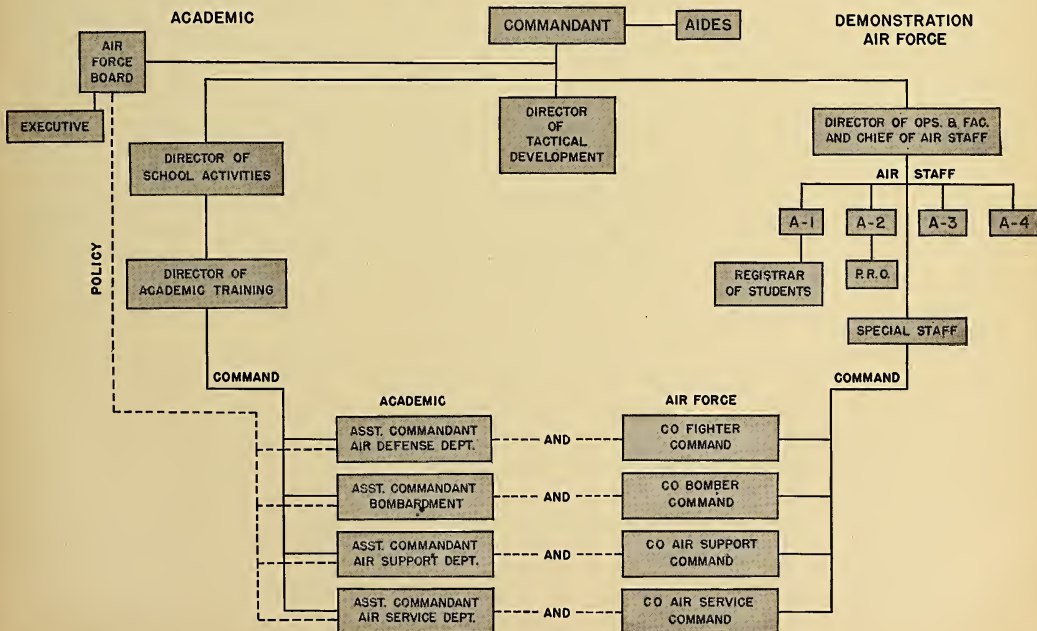 ACADEMIC
COMMANDANT
AIDES
DEMONSTRATION
AIR FORCE
AIR
FORCE
BOARD
EXECUTIVE
DIRECTOR
OF
TACTICAL
DEVELOPMENT
DIRECTOR OF OPS. & FAC.
AND CHIEF OF AIR STAFF
DIRECTOR OF
SCHOOL ACTIVITIES
AIR STAFF
A-1
A-2
A-3
A-4
POLICY
DIRECTOR OF
ACADEMIC TRAINING
REGISTRAR
OF STUDENTS
P.R.O.
SPECIAL STAFF
COMMAND
COMMAND
ACADEMIC
AIR FORCE
ASST. COMMANDANT
AIR DEFENSE DEPT.
AND
CO FIGHTER
COMMAND
ASST. COMMANDANT
BOMBARDMENT
AND
CO BOMBER
COMMAND
ASST. COMMANDANT
AIR SUPPORT DEPT.
AND
CO AIR SUPPORT
COMMAND
ASST. COMMANDANT
AIR SERVICE DEPT.
AND
CO AIR SERVICE
COMMAND